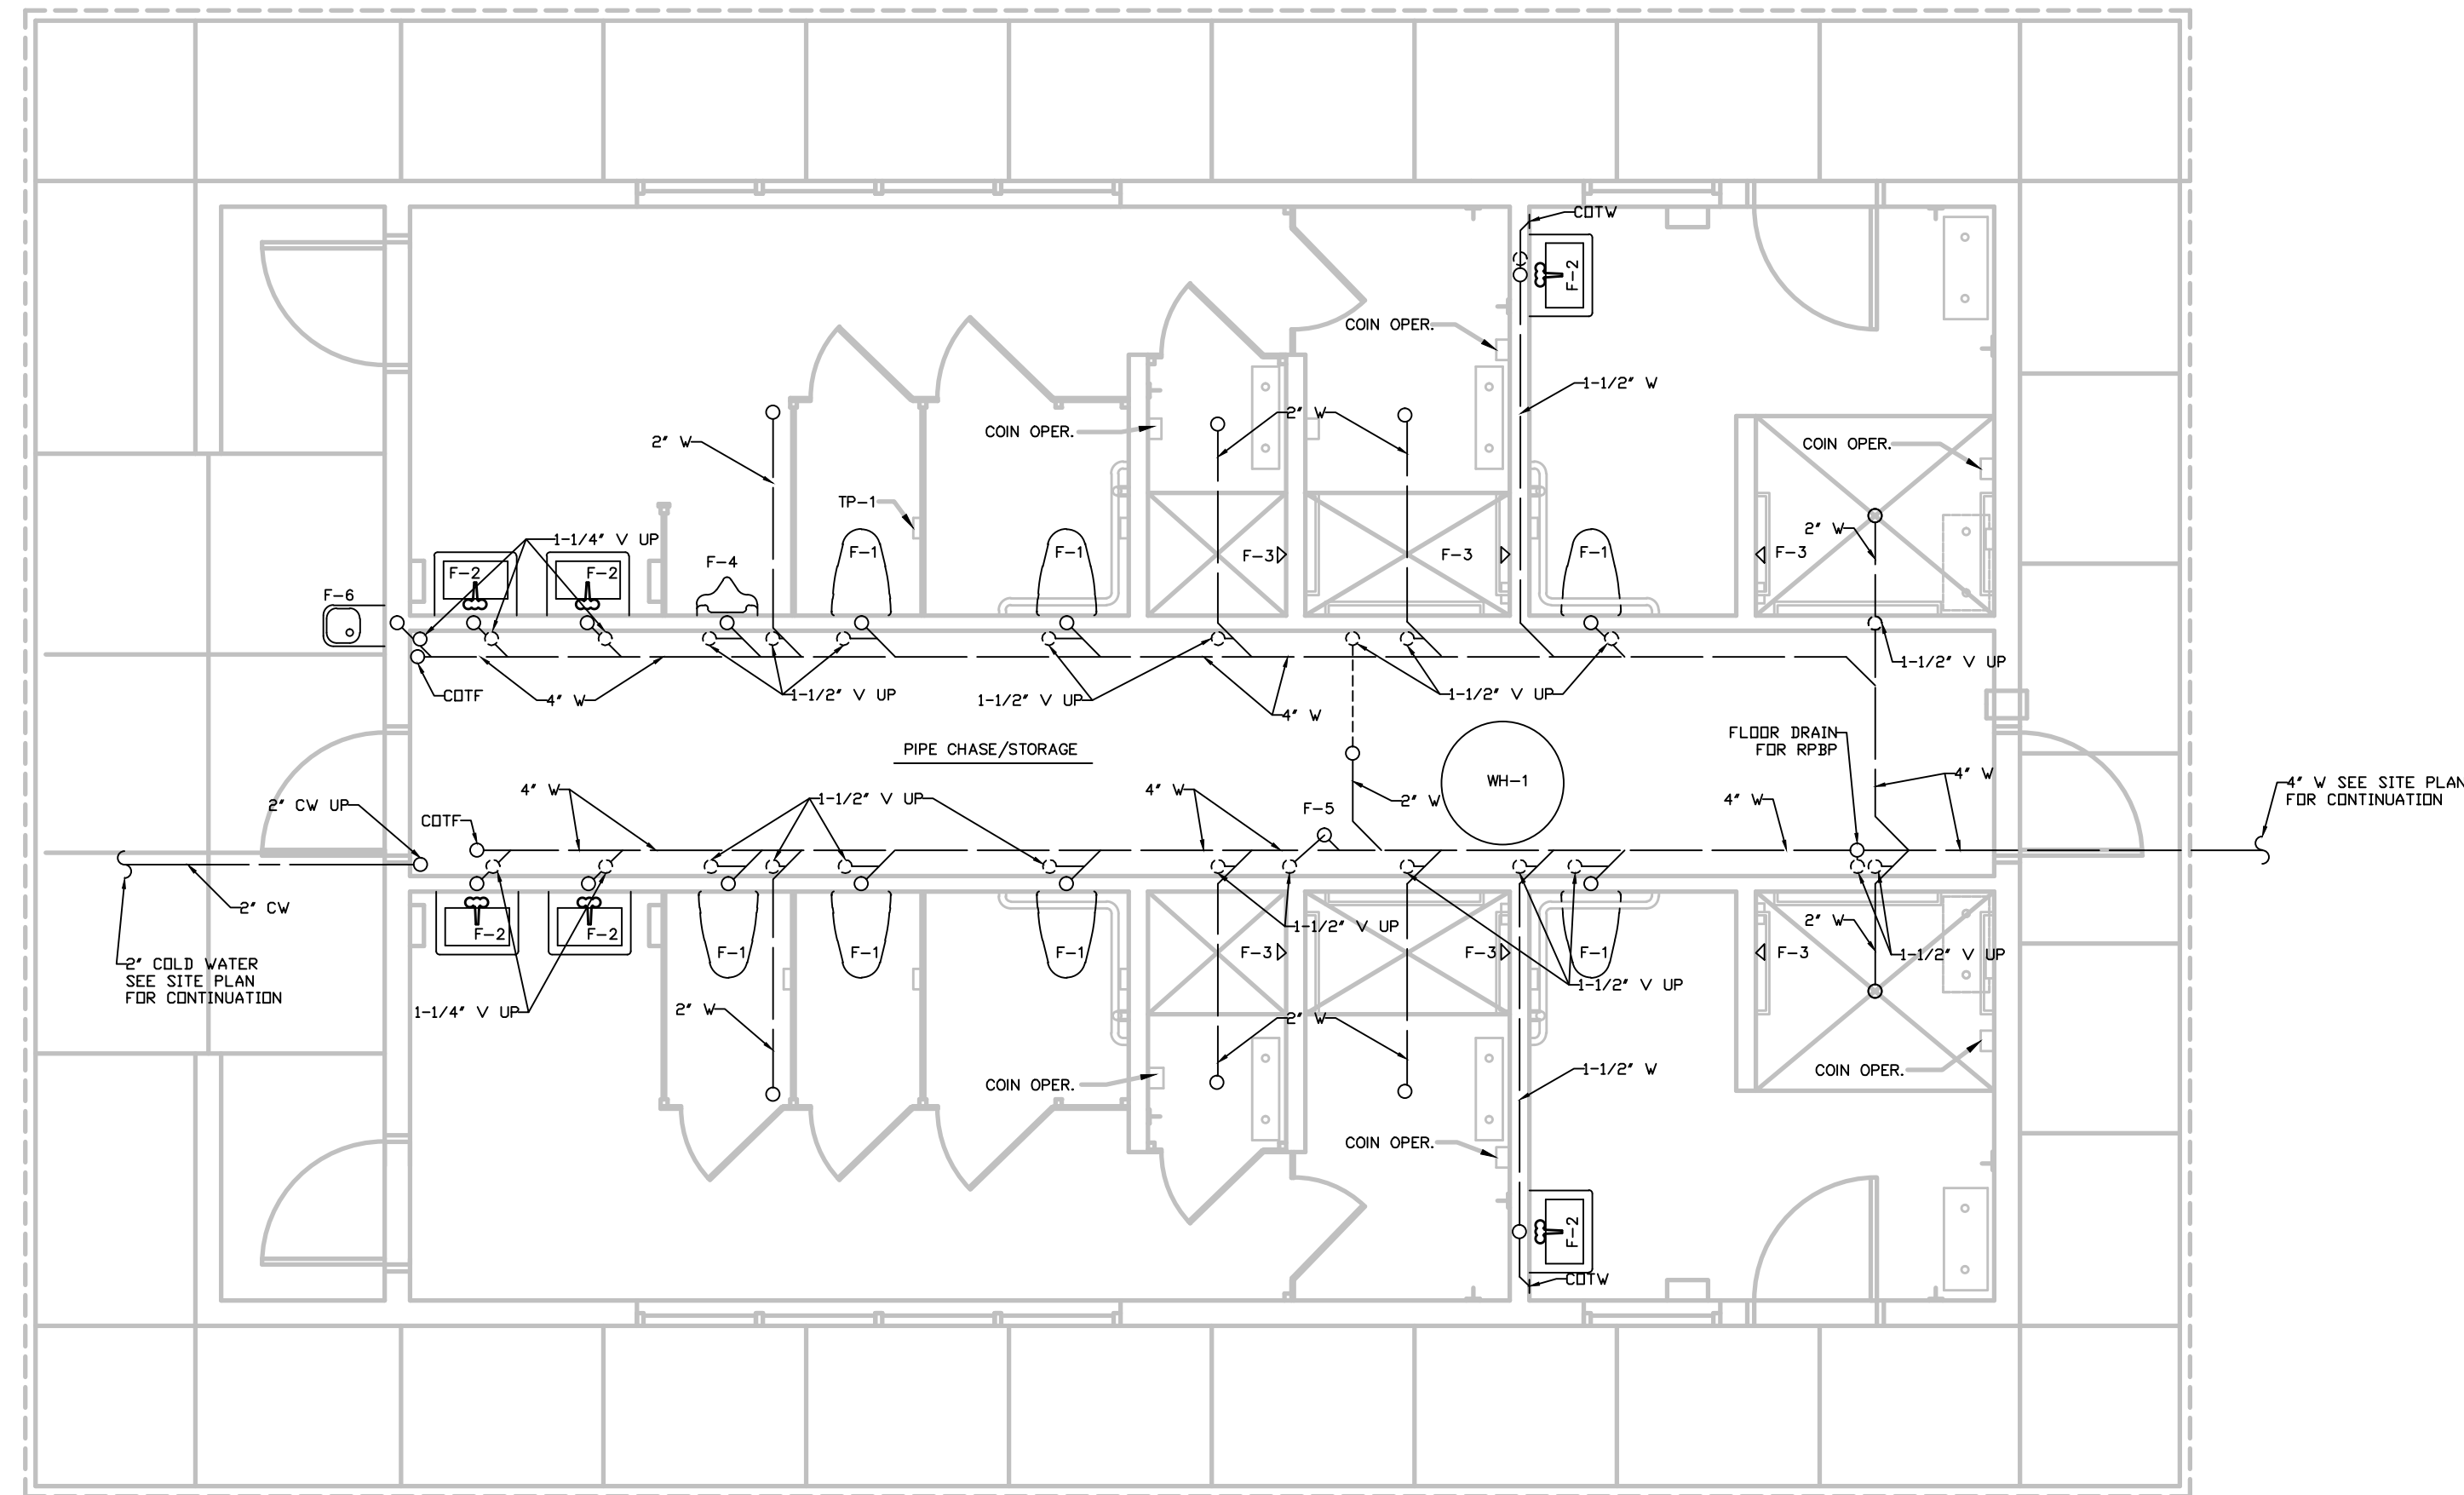 COTW
F-2
COIN OPER.
1-1/2" W
2" W
2" W
COIN OPER.
COIN OPER.
TP-1
2" W
1-1/4" V UP
F-4
F-1
F-1
F-3
F-3
F-1
F-3
F-2
F-2
F-6
1-1/2" V UP
COTF
4" W
1-1/2" V UP
1-1/2" V UP
1-1/2" V UP
4" W
FLOOR DRAIN
FOR RPBP
PIPE CHASE/STORAGE
WH-1
4" W
4" W SEE SITE PLAN
FOR CONTINUATION
2" CW UP
4" W
1-1/2" V UP
4" W
2" W
4" W
F-5
COTF
2" CW
1-1/2" V UP
2" W
F-2
F-2
F-1
F-1
F-1
F-3
F-3
F-1
F-3
1-1/2" V UP
2" COLD WATER
SEE SITE PLAN
FOR CONTINUATION
1-1/2" V UP
1-1/4" V UP
2" W
2" W
1-1/2" W
COIN OPER.
COIN OPER.
COIN OPER.
F-2
COTW